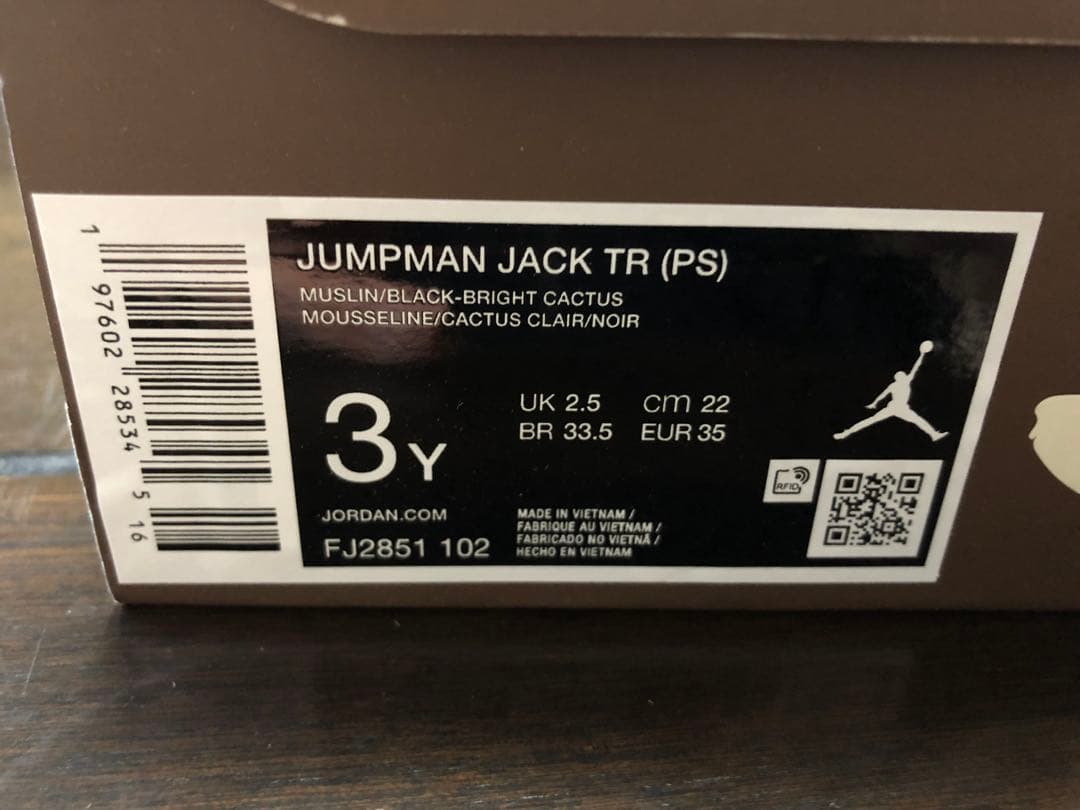 1 97602 28534 5 16
JUMPMAN JACK TR (PS)
MUSLIN/BLACK-BRIGHT CACTUS
MOUSSELINE/CACTUS CLAIR/NOIR
3Y
UK 2.5 cm 22
BR 33.5 EUR 35
RFID
JORDAN.COM
FJ2851 102
MADE IN VIETNAM /
FABRIQUÉ AU VIETNAM /
FABRICADO NO VIETNÃ /
HECHO EN VIETNAM